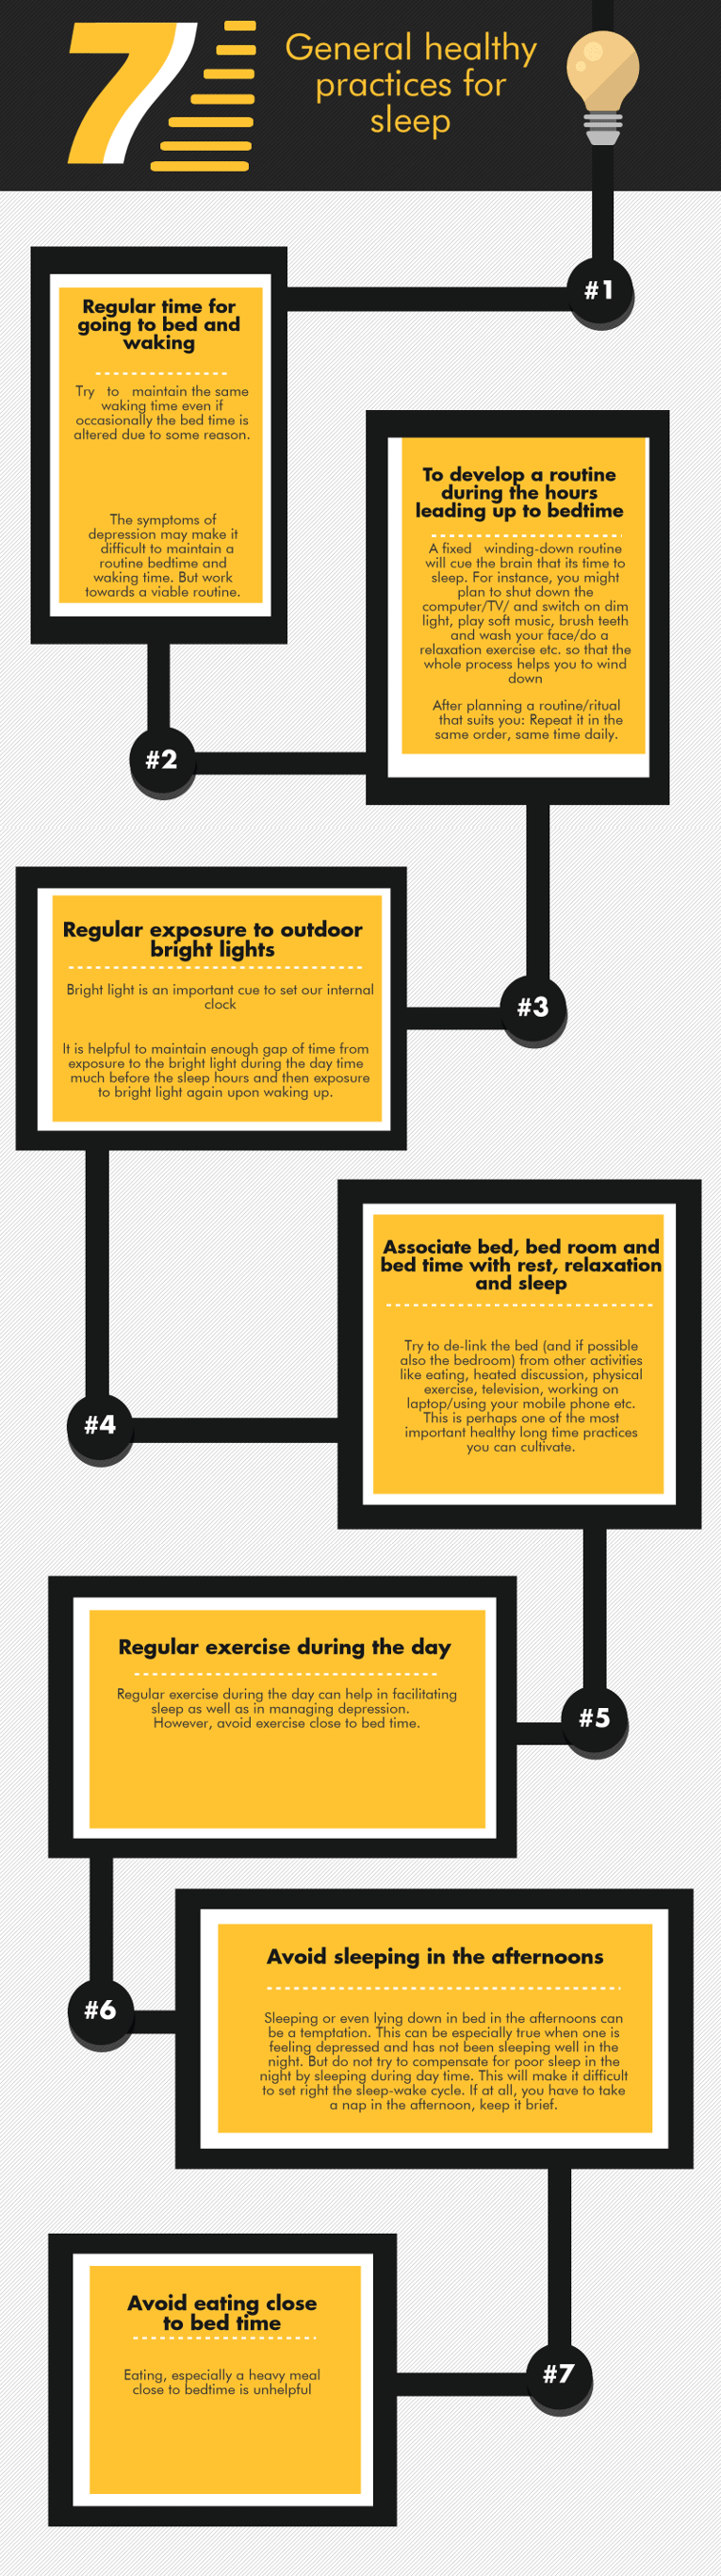 7
General healthy
practices for
sleep
#1
Regular time for
going to bed and
waking
Try to maintain the same
waking time even if
occasionally the bed time is
altered due to some reason.
The symptoms of
depression may make it
difficult to maintain a
routine bedtime and
waking time. But work
towards a viable routine.
#2
To develop a routine
during the hours
leading up to bedtime
A fixed winding-down routine
will cue the brain that its time to
sleep. For instance, you might
plan to shut down the
computer/TV/ and switch on dim
light, play soft music, brush teeth
and wash your face/do a
relaxation exercise etc. so that the
whole process helps you to wind
down
After planning a routine/ritual
that suits you: Repeat it in the
same order, same time daily.
#3
Regular exposure to outdoor
bright lights
Bright light is an important cue to set our internal
clock
It is helpful to maintain enough gap of time from
exposure to the bright light during the day time
much before the sleep hours and then exposure
to bright light again upon waking up.
#4
Associate bed, bed room and
bed time with rest, relaxation
and sleep
Try to de-link the bed (and if possible
also the bedroom) from other activities
like eating, heated discussion, physical
exercise, television, working on
laptop/using your mobile phone etc.
This is perhaps one of the most
important healthy long time practices
you can cultivate.
#5
Regular exercise during the day
Regular exercise during the day can help in facilitating
sleep as well as in managing depression.
However, avoid exercise close to bed time.
#6
Avoid sleeping in the afternoons
Sleeping or even lying down in bed in the afternoons can
be a temptation. This can be especially true when one is
feeling depressed and has not been sleeping well in the
night. But do not try to compensate for poor sleep in the
night by sleeping during day time. This will make it difficult
to set right the sleep-wake cycle. If at all, you have to take
a nap in the afternoon, keep it brief.
#7
Avoid eating close
to bed time
Eating, especially a heavy meal
close to bedtime is unhelpful